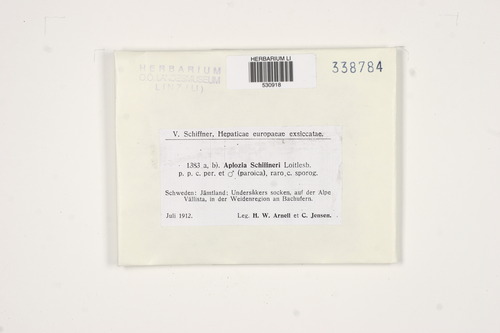 HERBARIUM
HERBARIUM LI
530918
338784
V. Schiffner, Hepaticae europaeae exsiccatae.
1383 a, b). Aplozia Schiffneri Loitlesb.
p. p. c. per. et ♂ (paroica), raro c. sporog.
Schweden: Jämtland; Undersåkers socken, auf der Alpe
Vällista, in der Weidenregion an Bachufern.
Juli 1912.
Leg. H. W. Arnell et C. Jensen.